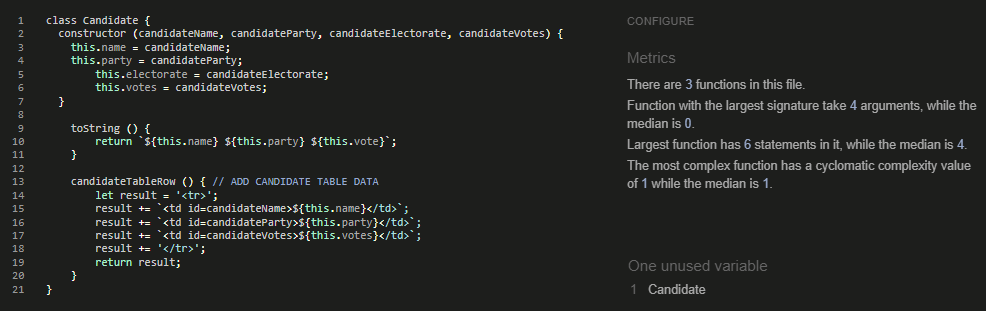 1 class Candidate {
2 constructor (candidateName, candidateParty, candidateElectorate, candidateVotes) {
3 this.name = candidateName;
4 this.party = candidateParty;
5 this.electorate = candidateElectorate;
6 this.votes = candidateVotes;
7 }
8
9 toString () {
10 return `${this.name} ${this.party} ${this.vote}`;
11 }
12
13 candidateTableRow () { // ADD CANDIDATE TABLE DATA
14 let result = '<tr>';
15 result += `<td id=candidateName>${this.name}</td>`;
16 result += `<td id=candidateParty>${this.party}</td>`;
17 result += `<td id=candidateVotes>${this.votes}</td>`;
18 result += '</tr>';
19 return result;
20 }
21 }
CONFIGURE
Metrics
There are 3 functions in this file.
Function with the largest signature take 4 arguments, while the
median is 0.
Largest function has 6 statements in it, while the median is 4.
The most complex function has a cyclomatic complexity value
of 1 while the median is 1.
One unused variable
1 Candidate